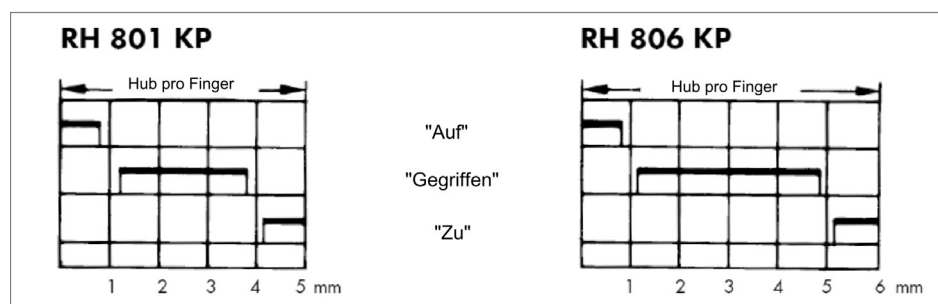 RH 801 KP
RH 806 KP
Hub pro Finger
Hub pro Finger
"Auf"
"Gegriffen"
"Zu"
1 2 3 4 5 mm
1 2 3 4 5 6 mm